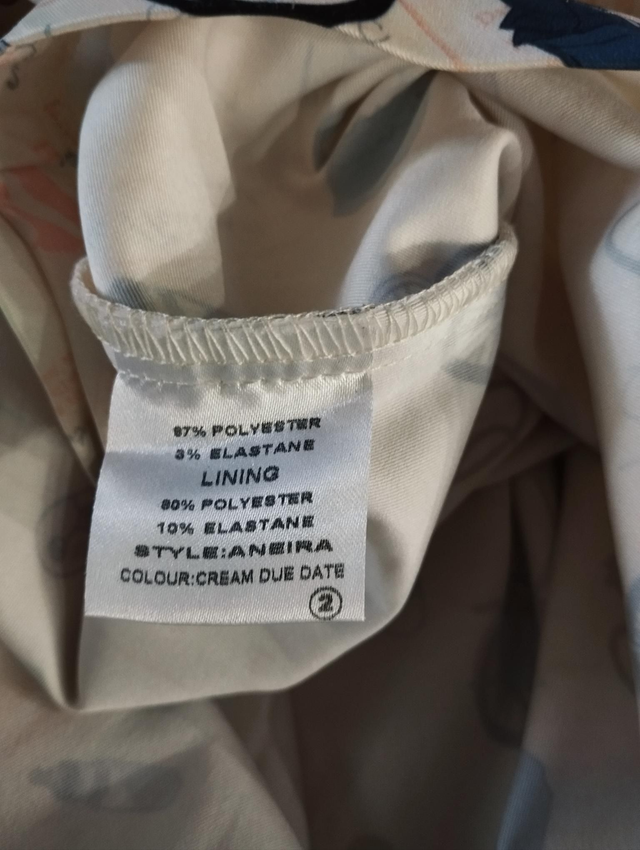 97% POLYESTER
3% ELASTANE
LINING
90% POLYESTER
10% ELASTANE
STYLE:ANEIRA
COLOUR:CREAM DUE DATE
2